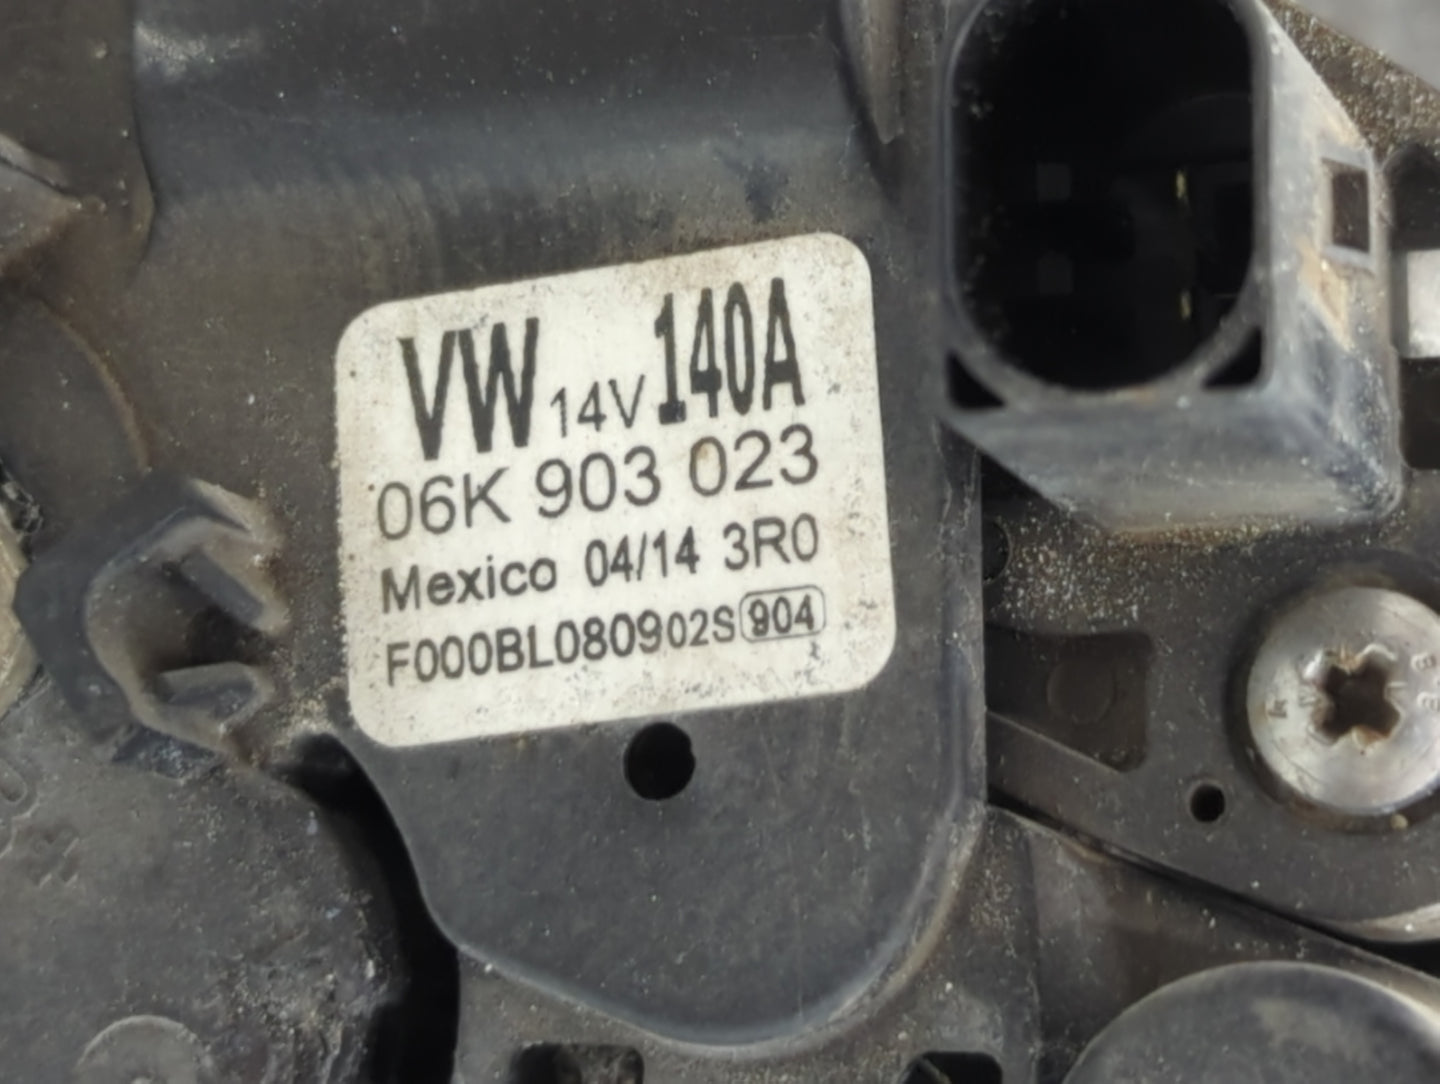 VW 14V 140A
06K 903 023
Mexico 04/14 3R0
F000BL080902S 904